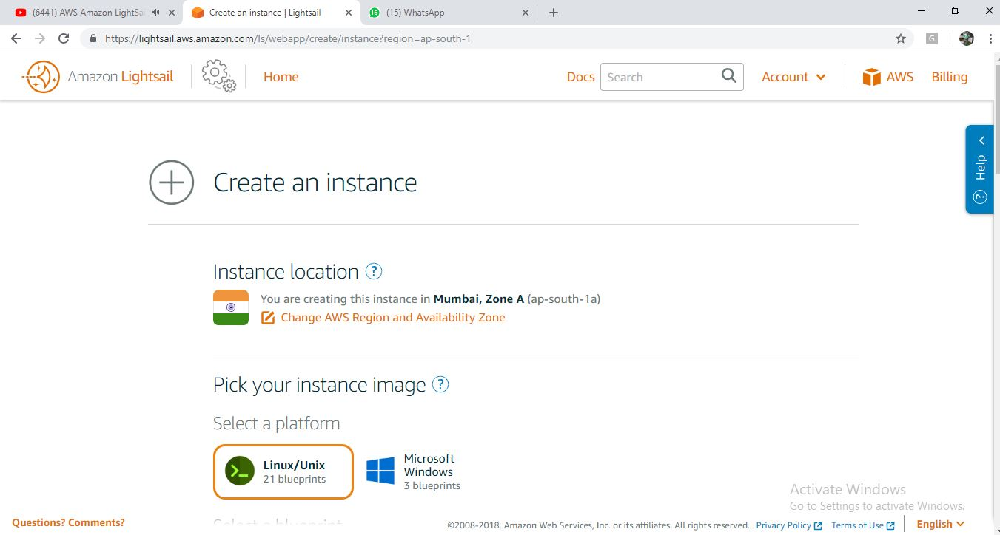 (6441) AWS Amazon LightSa
Create an instance | Lightsail
15
(15) WhatsApp
https://lightsail.aws.amazon.com/ls/webapp/create/instance?region=ap-south-1
G
Amazon Lightsail
Home
Docs
Search
Account
AWS
Billing
Help
?
Create an instance
Instance location ?
You are creating this instance in Mumbai, Zone A (ap-south-1a)
Change AWS Region and Availability Zone
Pick your instance image ?
Select a platform
Linux/Unix
21 blueprints
Microsoft
Windows
3 blueprints
Activate Windows
Go to Settings to activate Windows.
Select a blueprint
Questions? Comments?
©2008-2018, Amazon Web Services, Inc. or its affiliates. All rights reserved.
Privacy Policy
Terms of Use
English